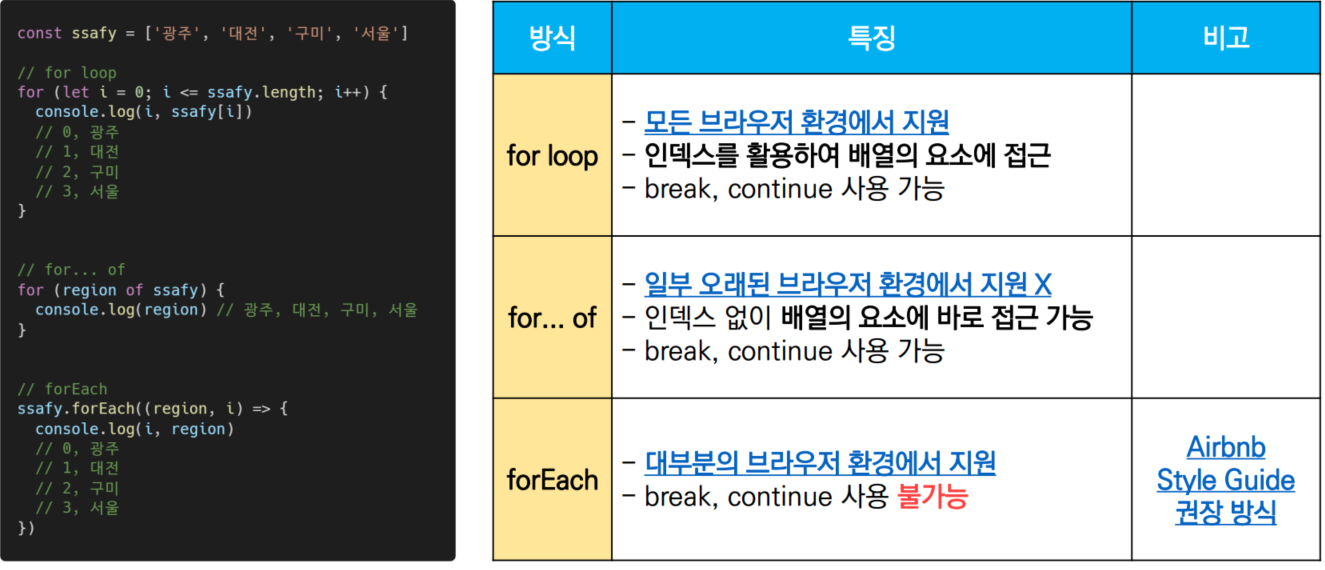 const ssafy = ['광주', '대전', '구미', '서울']
// for loop
for (let i = 0; i <= ssafy.length; i++) {
console.log(i, ssafy[i])
// 0, 광주
// 1, 대전
// 2, 구미
// 3, 서울
}
// for... of
for (region of ssafy) {
console.log(region) // 광주, 대전, 구미, 서울
}
// forEach
ssafy.forEach((region, i) => {
console.log(i, region)
// 0, 광주
// 1, 대전
// 2, 구미
// 3, 서울
})
방식 특징 비고
for loop
- 모든 브라우저 환경에서 지원
- 인덱스를 활용하여 배열의 요소에 접근
- break, continue 사용 가능
for... of
- 일부 오래된 브라우저 환경에서 지원 X
- 인덱스 없이 배열의 요소에 바로 접근 가능
- break, continue 사용 가능
forEach
- 대부분의 브라우저 환경에서 지원
- break, continue 사용 불가능
Airbnb
Style Guide
권장 방식